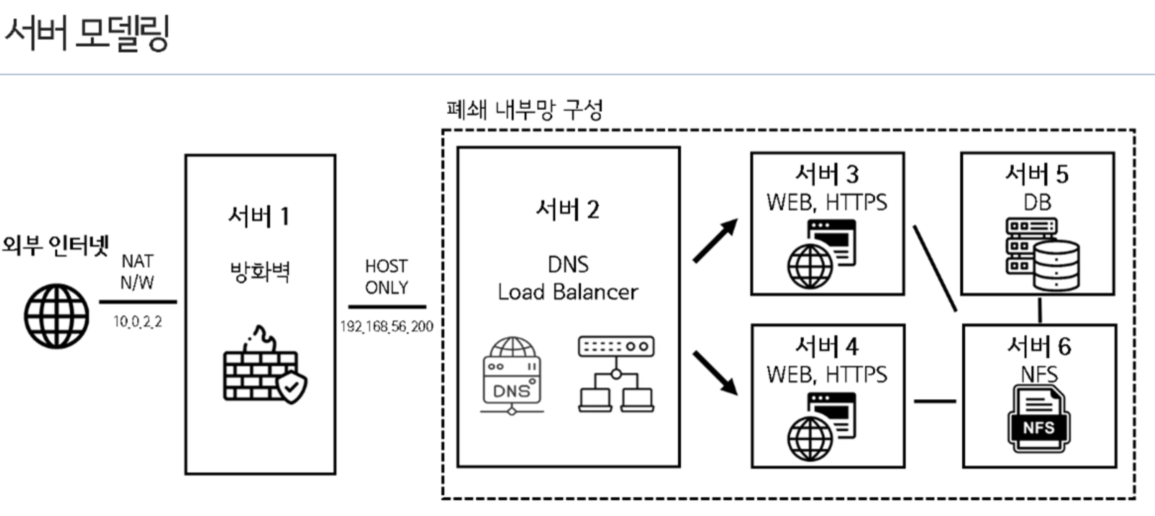 서버 모델링
폐쇄 내부망 구성
외부 인터넷
NAT
N/W
10.0.2.2
서버 1
방화벽
HOST
ONLY
192.168.56.200
서버 2
DNS
Load Balancer
DNS
서버 3
WEB, HTTPS
서버 4
WEB, HTTPS
서버 5
DB
서버 6
NFS
NFS